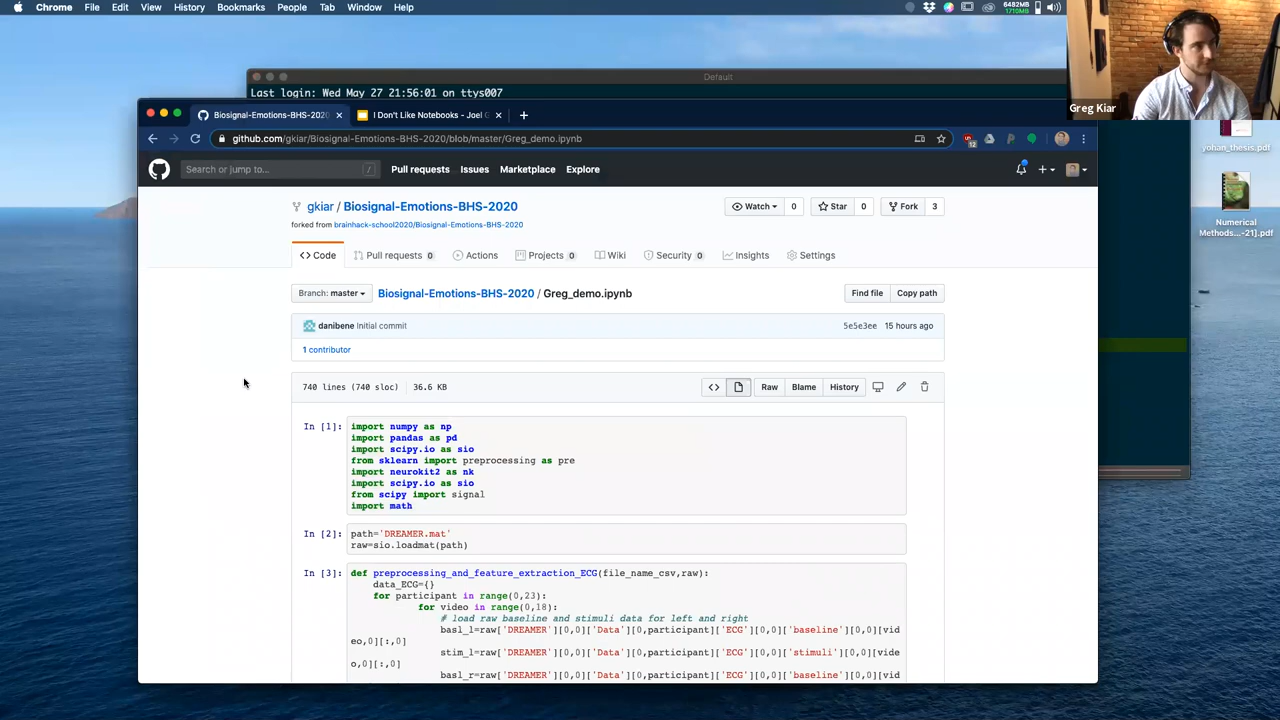 Chrome File Edit View History Bookmarks People Tab Window Help
6482MB
1710MB
Default
Last login: Wed May 27 21:56:01 on ttys007
Greg Kiar
Biosignal-Emotions-BHS-2020
I Don't Like Notebooks - Joel G
github.com/gkiar/Biosignal-Emotions-BHS-2020/blob/master/Greg_demo.ipynb
12
yohan_thesis.pdf
Search or jump to... /
Pull requests Issues Marketplace Explore
Numerical
Methods...-21].pdf
gkiar / Biosignal-Emotions-BHS-2020
Watch 0 Star 0 Fork 3
forked from brainhack-school2020/Biosignal-Emotions-BHS-2020
<> Code Pull requests 0 Actions Projects 0 Wiki Security 0 Insights Settings
Branch: master Biosignal-Emotions-BHS-2020 / Greg_demo.ipynb Find file Copy path
danibene Initial commit 5e5e3ee 15 hours ago
1 contributor
740 lines (740 sloc) 36.6 KB <> Raw Blame History
In [1]: import numpy as np
import pandas as pd
import scipy.io as sio
from sklearn import preprocessing as pre
import neurokit2 as nk
import scipy.io as sio
from scipy import signal
import math
In [2]: path='DREAMER.mat'
raw=sio.loadmat(path)
In [3]: def preprocessing_and_feature_extraction_ECG(file_name_csv,raw):
data_ECG={}
for participant in range(0,23):
for video in range(0,18):
# load raw baseline and stimuli data for left and right
basl_l=raw['DREAMER'][0,0]['Data'][0,participant]['ECG'][0,0]['baseline'][0,0][vid
eo,0][:,0]
stim_l=raw['DREAMER'][0,0]['Data'][0,participant]['ECG'][0,0]['stimuli'][0,0][vide
o,0][:,0]
basl_r=raw['DREAMER'][0,0]['Data'][0,participant]['ECG'][0,0]['baseline'][0,0][vid